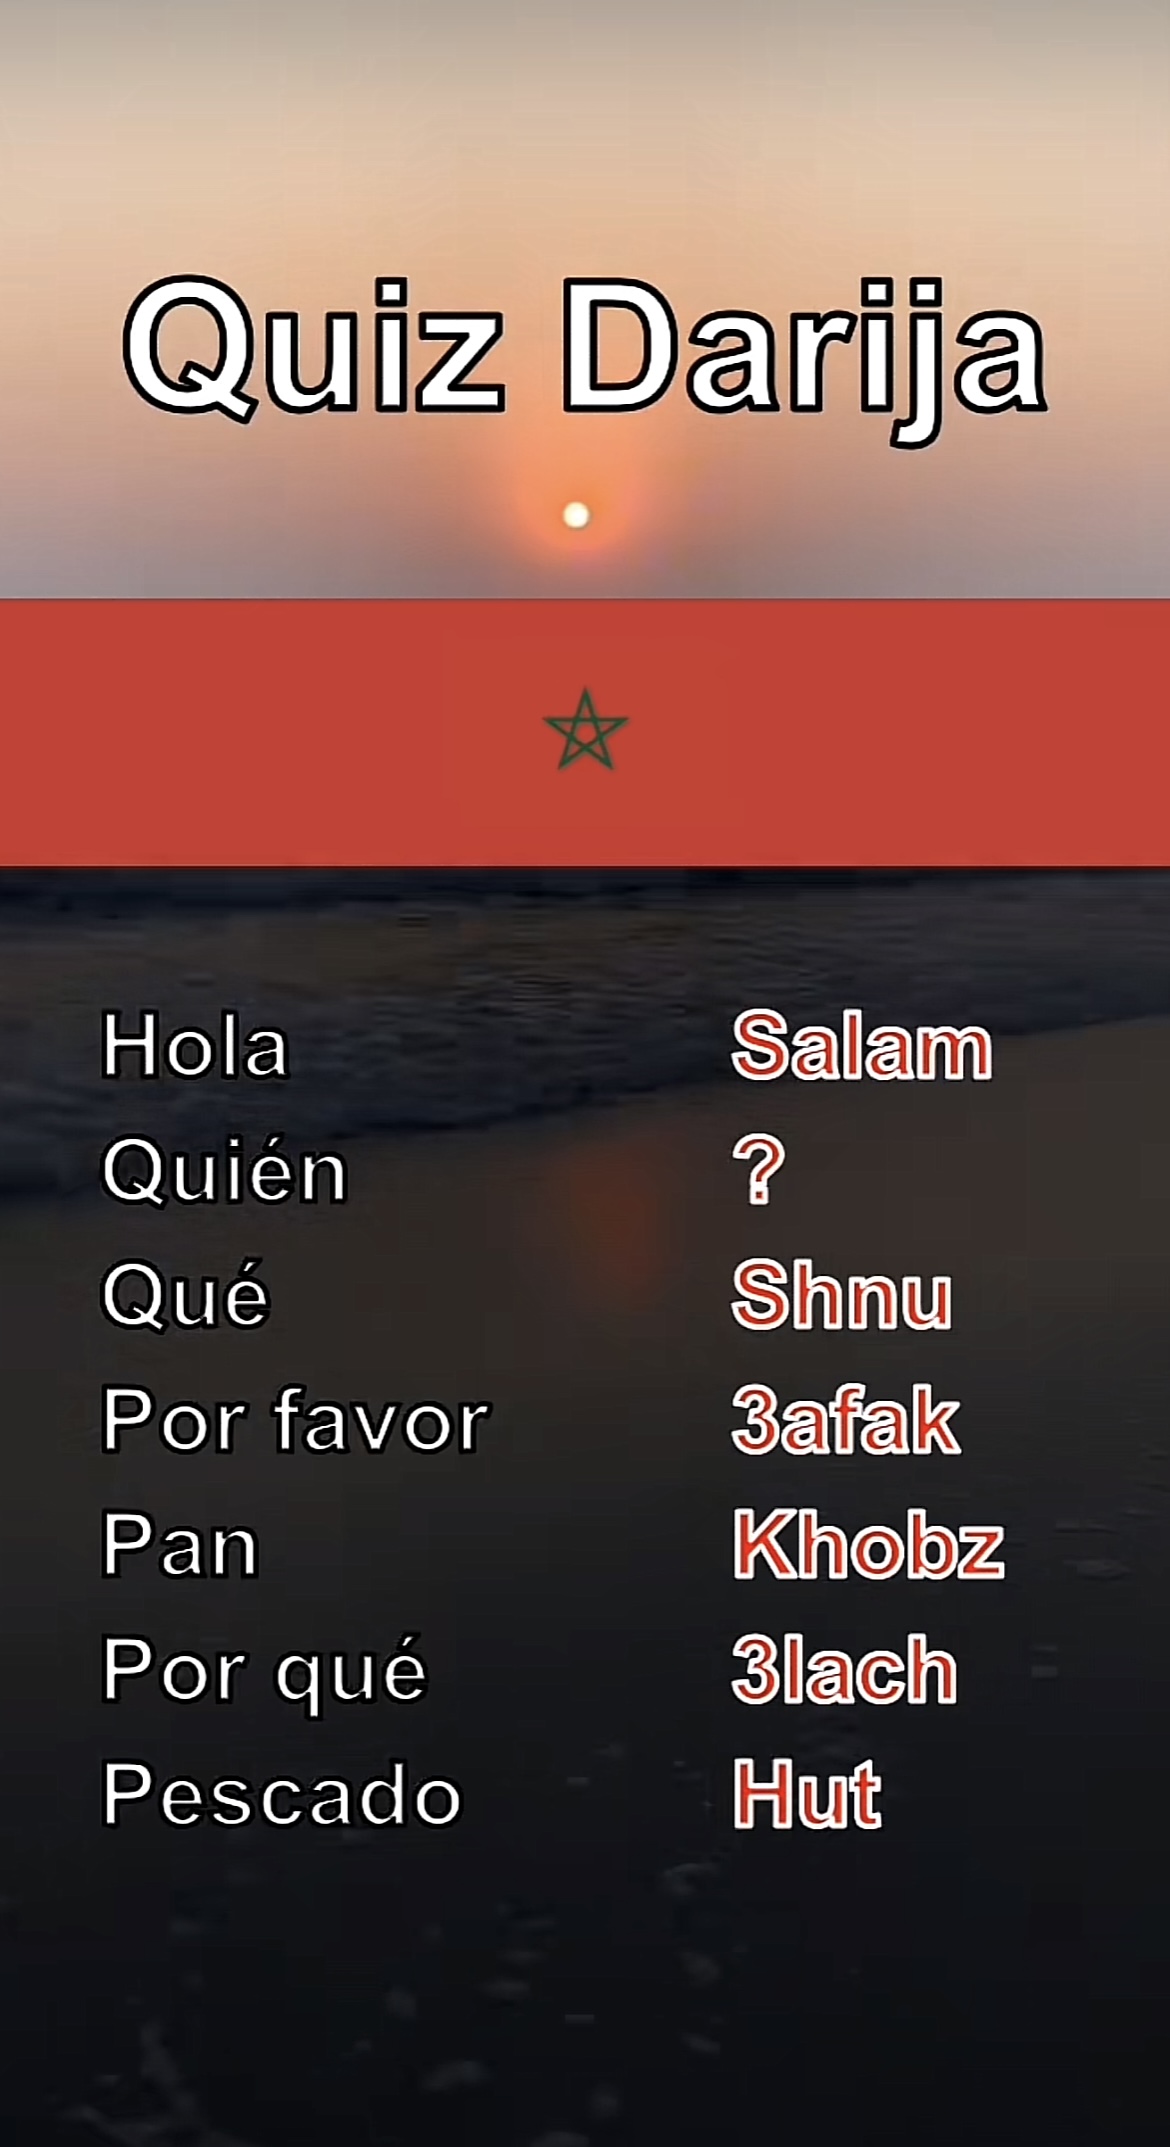 Quiz Darija
Hola Salam
Quién ?
Qué Shnu
Por favor 3afak
Pan Khobz
Por qué 3lach
Pescado Hut